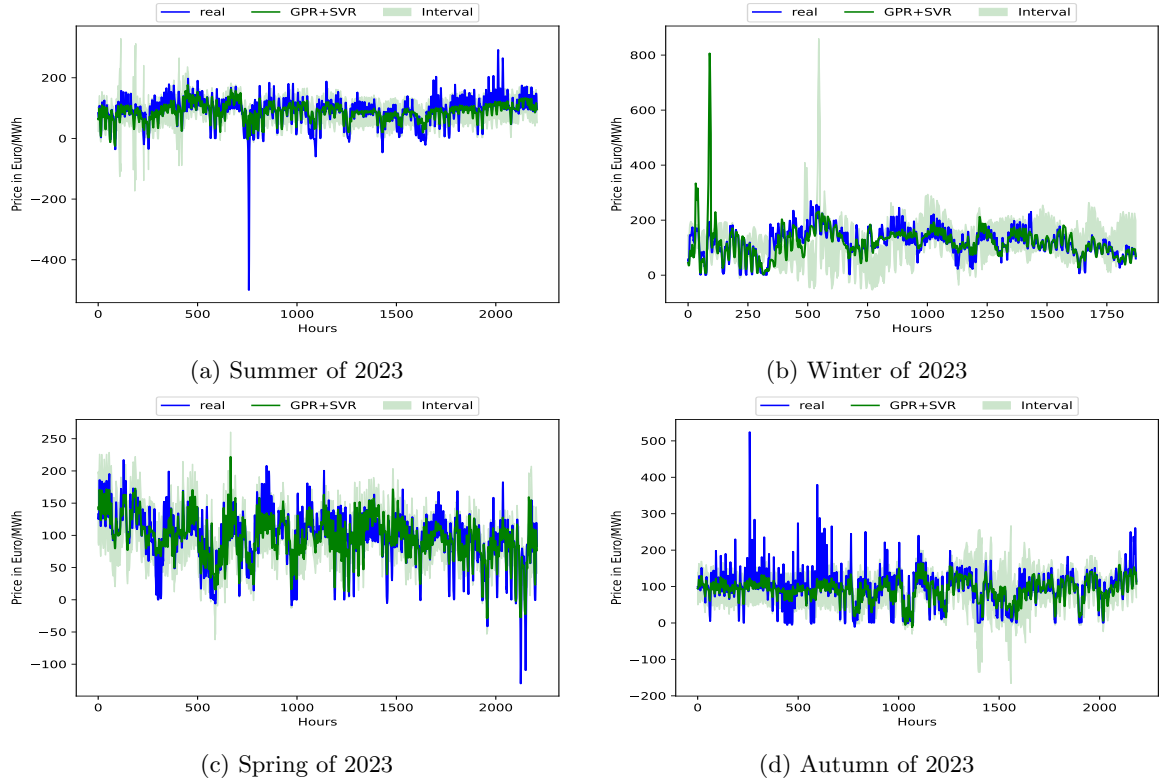 real GPR+SVR Interval
Price in Euro/MWh
200
0
−200
−400
0 500 1000 1500 2000
Hours
(a) Summer of 2023
real GPR+SVR Interval
Price in Euro/MWh
800
600
400
200
0
0 250 500 750 1000 1250 1500 1750
Hours
(b) Winter of 2023
real GPR+SVR Interval
Price in Euro/MWh
250
200
150
100
50
0
−50
−100
0 500 1000 1500 2000
Hours
(c) Spring of 2023
real GPR+SVR Interval
Price in Euro/MWh
500
400
300
200
100
0
−100
−200
0 500 1000 1500 2000
Hours
(d) Autumn of 2023